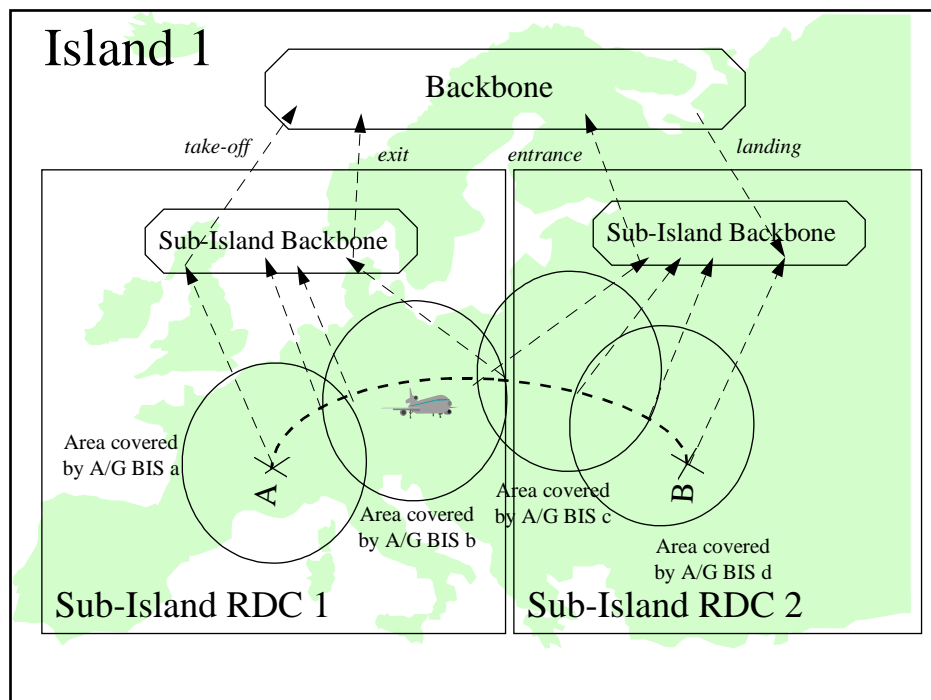 Island 1
Backbone
take-off
exit
entrance
landing
Sub-Island Backbone
Sub-Island Backbone
Area covered
by A/G BIS a
A
Area covered
by A/G BIS b
Area covered
by A/G BIS c
B
Area covered
by A/G BIS d
Sub-Island RDC 1
Sub-Island RDC 2